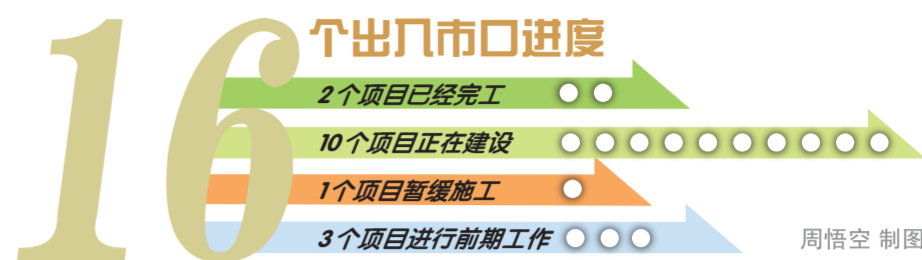 16个出入市口进度
2个项目已经完工
10个项目正在建设
1个项目暂缓施工
3个项目进行前期工作
周悟空 制图